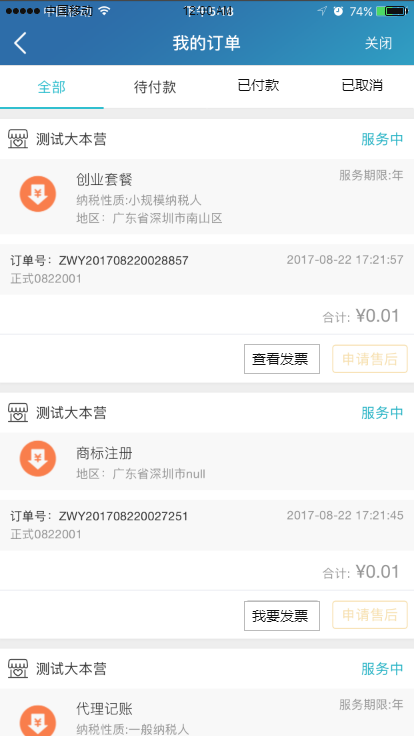 中国移动
74%
我的订单
关闭
全部 待付款 已付款 已取消
测试大本营 服务中
创业套餐 服务期限:年
纳税性质:小规模纳税人
地区：广东省深圳市南山区
订单号：ZWY201708220028857 2017-08-22 17:21:57
正式0822001
合计: ¥0.01
查看发票 申请售后
测试大本营 服务中
商标注册
地区：广东省深圳市null
订单号：ZWY201708220027251 2017-08-22 17:21:45
正式0822001
合计: ¥0.01
我要发票 申请售后
测试大本营 服务中
代理记账 服务期限:年
纳税性质:一般纳税人